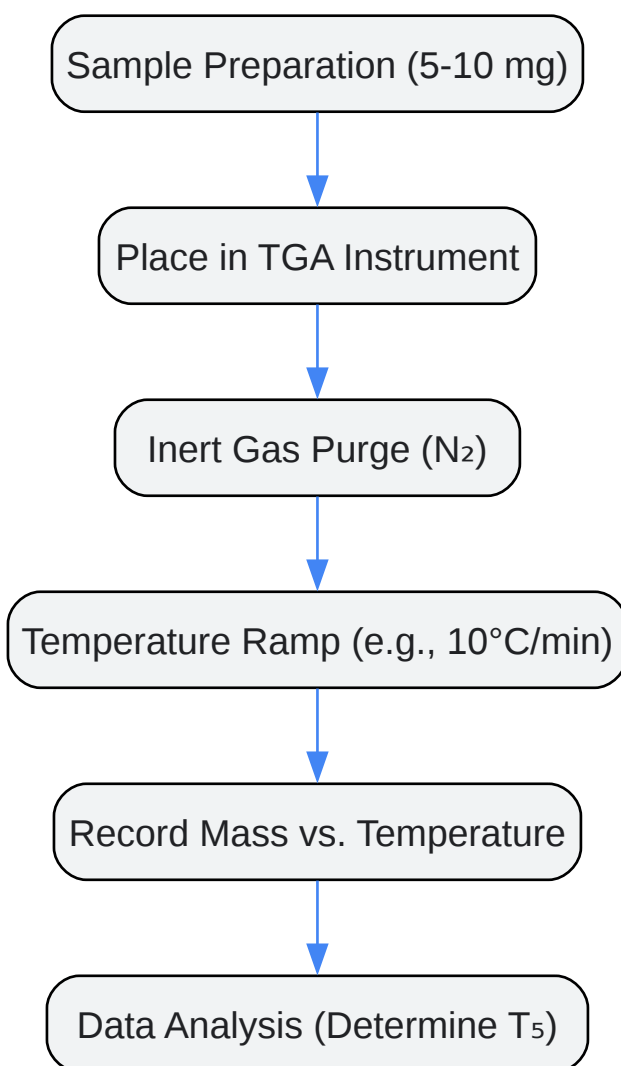 Sample Preparation (5-10 mg)
Place in TGA Instrument
Inert Gas Purge (N₂)
Temperature Ramp (e.g., 10°C/min)
Record Mass vs. Temperature
Data Analysis (Determine T₅)